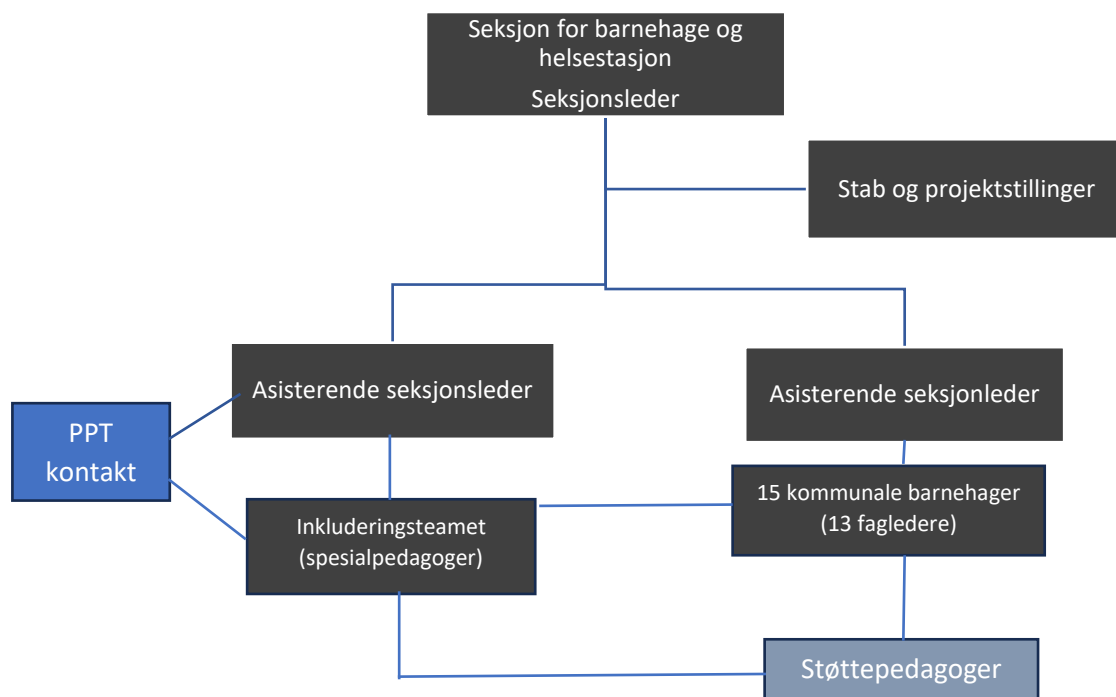 Seksjon for barnehage og
helsestasjon
Seksjonsleder
Stab og projektstillinger
Asisterende seksjonsleder
Asisterende seksjonleder
PPT
kontakt
15 kommunale barnehager
(13 fagledere)
Inkluderingsteamet
(spesialpedagoger)
Støttepedagoger